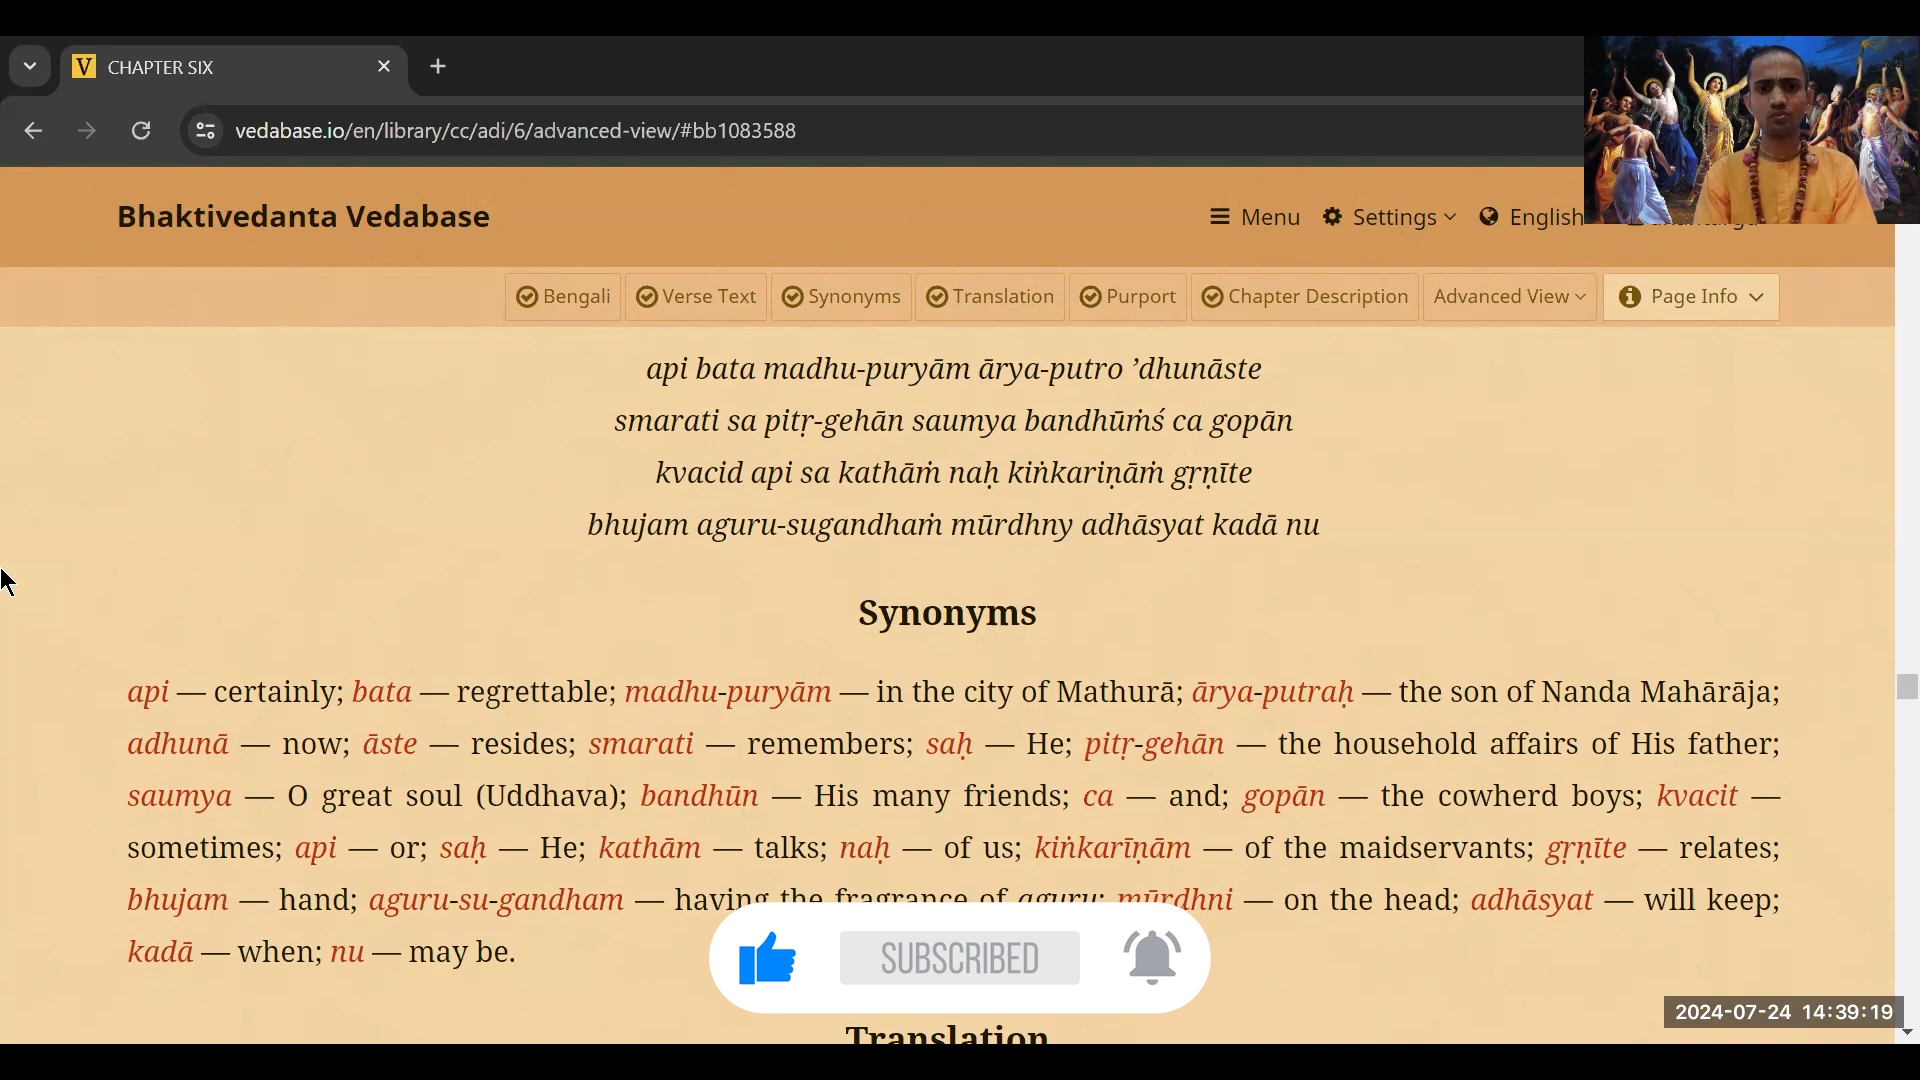 CHAPTER SIX
vedabase.io/en/library/cc/adi/6/advanced-view/#bb1083588
Bhaktivedanta Vedabase
Menu Settings English
Bengali Verse Text Synonyms Translation Purport Chapter Description Advanced View Page Info
api bata madhu-puryām ārya-putro ’dhunāste
smarati sa pitṛ-gehān saumya bandhūṁś ca gopān
kvacid api sa kathāṁ naḥ kiṅkariṇāṁ gṛṇīte
bhujam aguru-sugandhaṁ mūrdhny adhāsyat kadā nu
Synonyms
api — certainly; bata — regrettable; madhu-puryām — in the city of Mathurā; ārya-putraḥ — the son of Nanda Mahārāja;
adhunā — now; āste — resides; smarati — remembers; saḥ — He; pitṛ-gehān — the household affairs of His father;
saumya — O great soul (Uddhava); bandhūn — His many friends; ca — and; gopān — the cowherd boys; kvacit —
sometimes; api — or; saḥ — He; kathām — talks; naḥ — of us; kiṅkarīṇām — of the maidservants; gṛṇīte — relates;
bhujam — hand; aguru-su-gandham — having the fragrance of aguru; mūrdhni — on the head; adhāsyat — will keep;
kadā — when; nu — may be.
SUBSCRIBED
2024-07-24 14:39:19
Translation